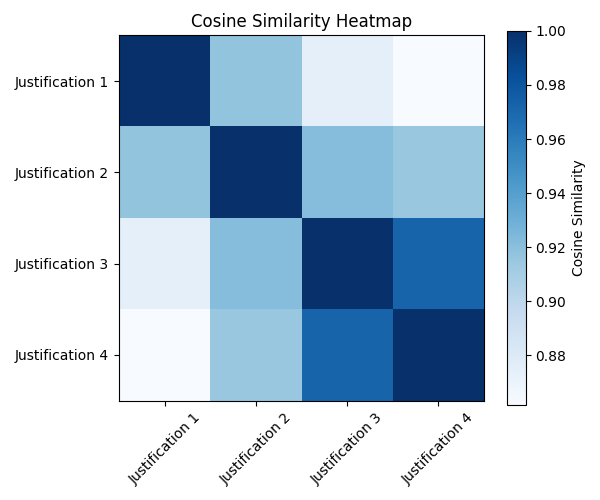 Cosine Similarity Heatmap
Justification 1
Justification 2
Justification 3
Justification 4
Justification 1
Justification 2
Justification 3
Justification 4
1.00
0.98
0.96
0.94
0.92
0.90
0.88
Cosine Similarity